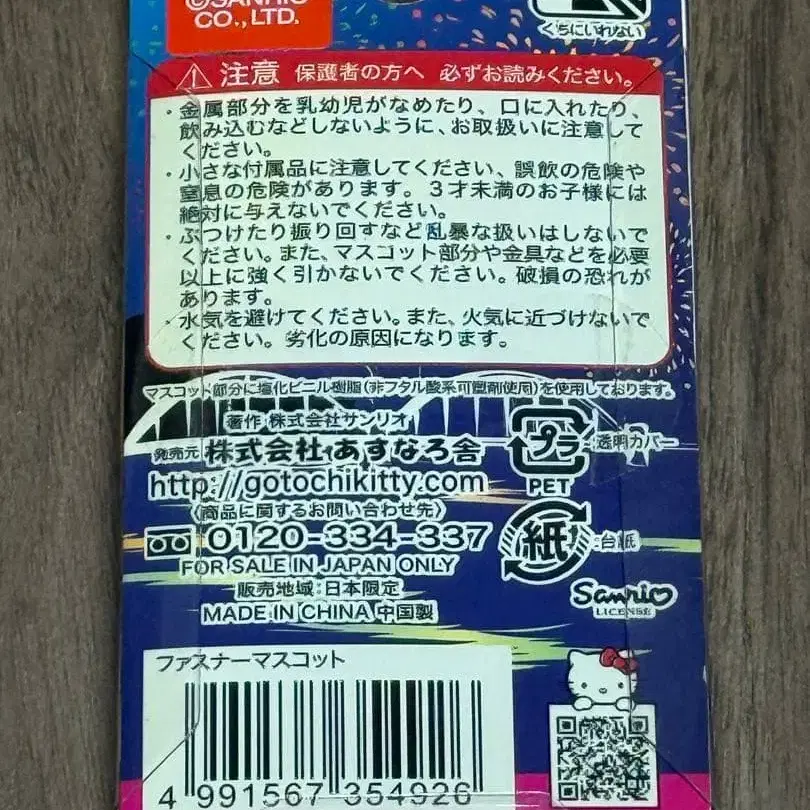 ©SANRIO
CO.,LTD.
くちにいれない
注意 保護者の方へ 必ずお読みください。
・金属部分を乳幼児がなめたり、口に入れたり、
飲み込むなどしないように、お取扱いに注意して
ください。
・小さな付属品に注意してください、誤飲の危険や
窒息の危険があります。3才未満のお子様には
絶対に与えないでください。
・ぶつけたり振り回すなど乱暴な扱いはしないで
ください。また、マスコット部分や金具などを必要
以上に強く引かないでください。破損の恐れが
あります。
・水気を避けてください。また、火気に近づけないで
ください。劣化の原因になります。
マスコット部分に塩化ビニル樹脂(非フタル酸系可塑剤使用)を使用しております。
著作 株式会社サンリオ
発売元 株式会社 あすなろ舎
http://gotochikitty.com
〈商品に関するお問い合わせ先〉
0120-334-337
FOR SALE IN JAPAN ONLY
販売地域:日本限定
MADE IN CHINA 中国製
プラ
PET
:透明カバー
紙
:台紙
Sanrio
LICENSE
ファスナーマスコット
4 991567 354926